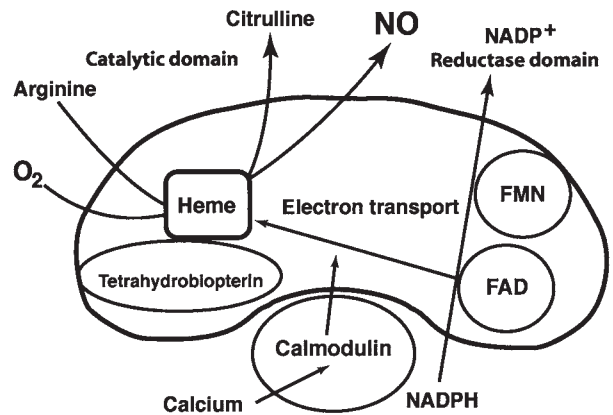 Citrulline
NO
NADP+
Catalytic domain
Reductase domain
Arginine
O2
Heme
Electron transport
FMN
Tetrahydrobiopterin
FAD
Calmodulin
Calcium
NADPH